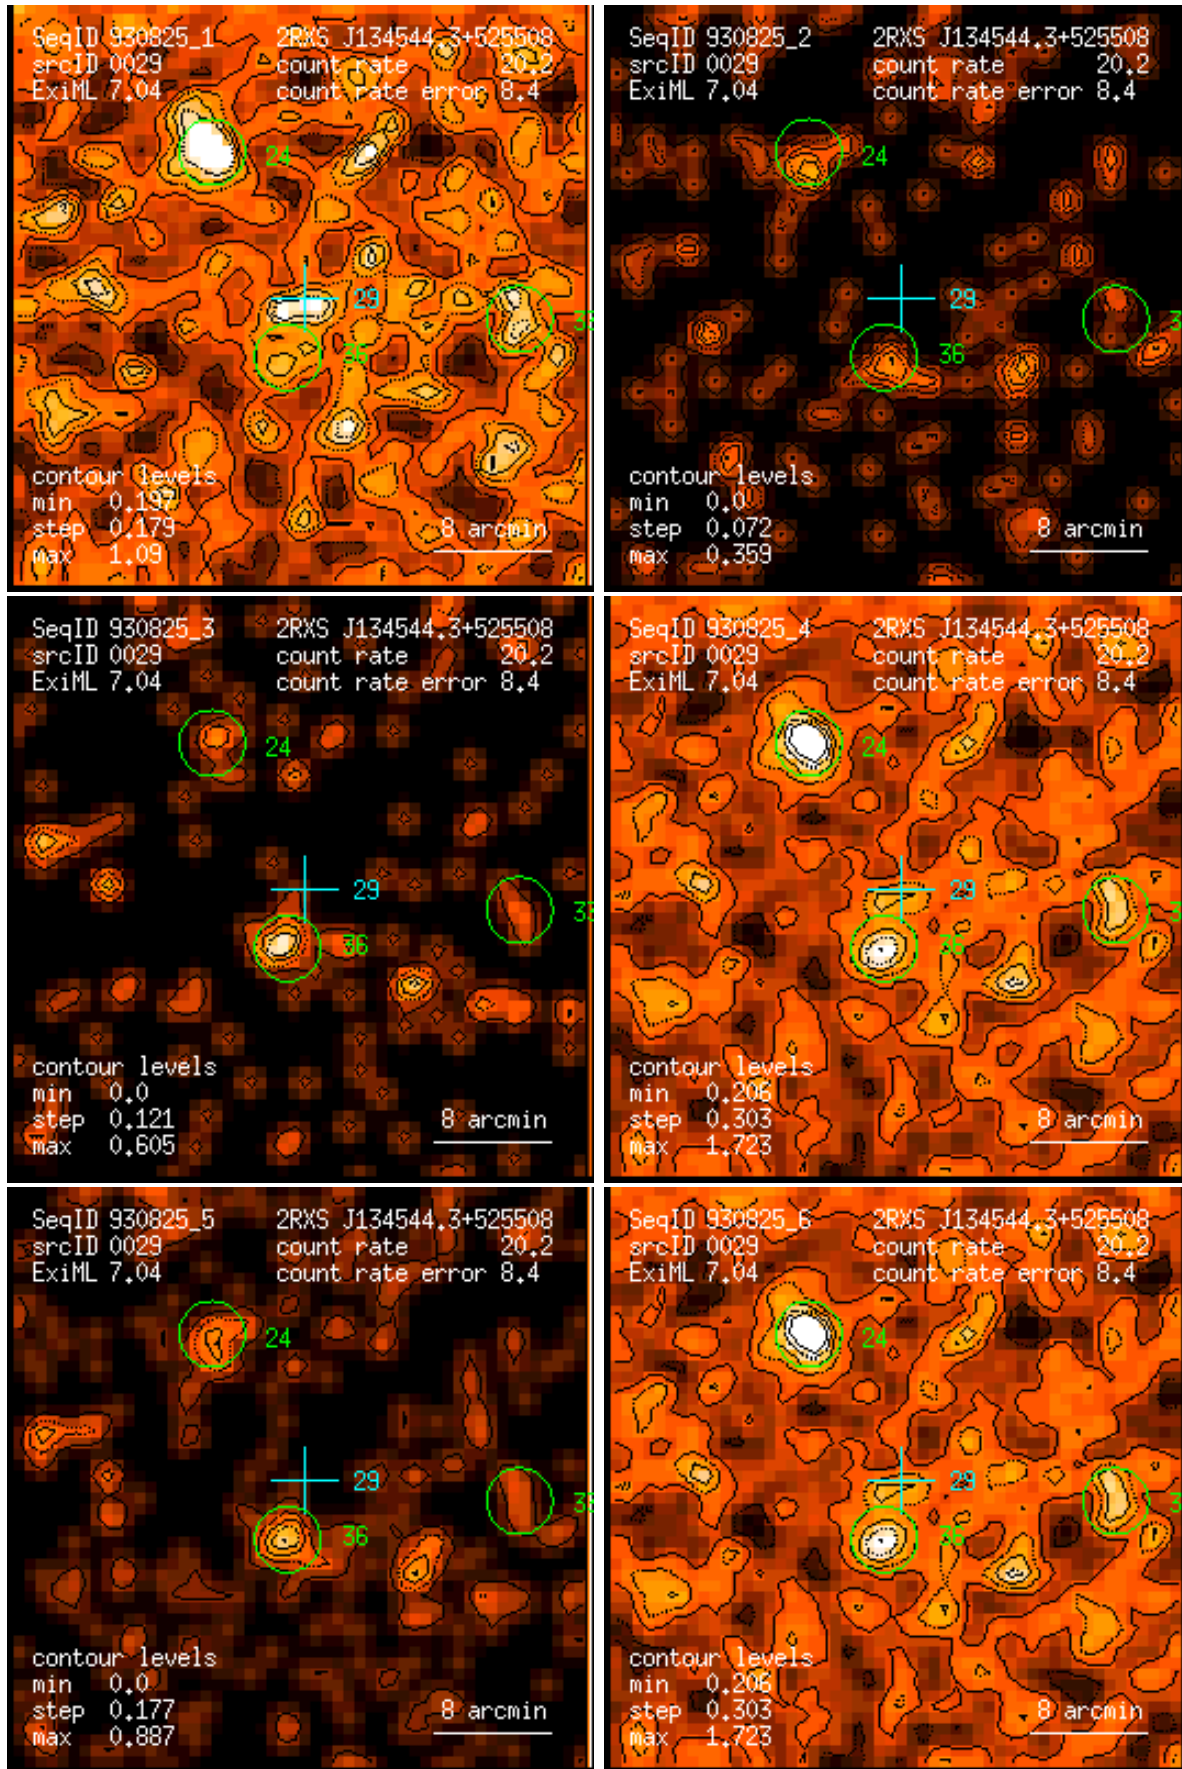 SeqID 930825_1 2RXS J134544.3+525508
srcID 0029 count rate 20.2
ExiML 7.04 count rate error 8.4
24
29
33
36
contour levels
min 0.197
step 0.179
max 1.09
8 arcmin
SeqID 930825_2 2RXS J134544.3+525508
srcID 0029 count rate 20.2
ExiML 7.04 count rate error 8.4
24
29
36
contour levels
min 0.0
step 0.072
max 0.359
8 arcmin
SeqID 930825_3 2RXS J134544.3+525508
srcID 0029 count rate 20.2
ExiML 7.04 count rate error 8.4
24
29
33
36
contour levels
min 0.0
step 0.121
max 0.605
8 arcmin
SeqID 930825_4 2RXS J134544.3+525508
srcID 0029 count rate 20.2
ExiML 7.04 count rate error 8.4
24
29
36
contour levels
min 0.206
step 0.303
max 1.723
8 arcmin
SeqID 930825_5 2RXS J134544.3+525508
srcID 0029 count rate 20.2
ExiML 7.04 count rate error 8.4
24
29
33
36
contour levels
min 0.0
step 0.177
max 0.887
8 arcmin
SeqID 930825_6 2RXS J134544.3+525508
srcID 0029 count rate 20.2
ExiML 7.04 count rate error 8.4
24
29
36
contour levels
min 0.206
step 0.303
max 1.723
8 arcmin